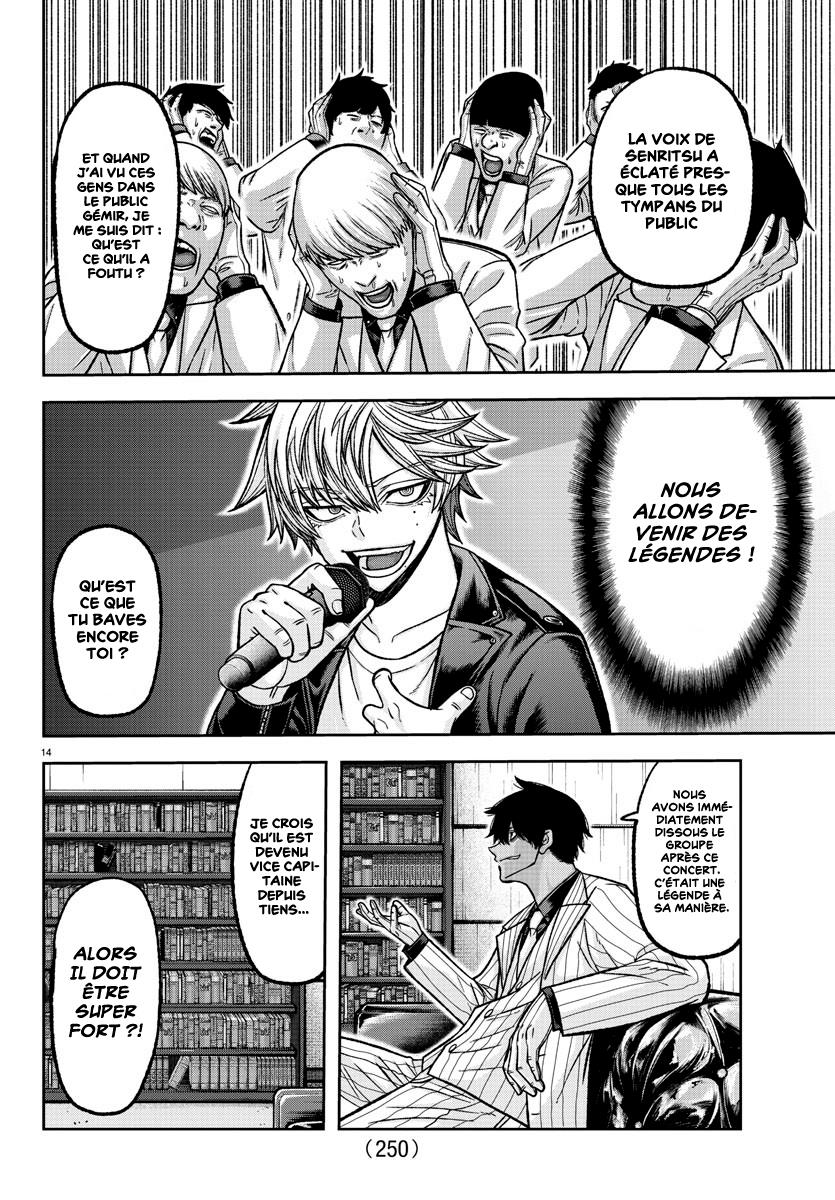 LA VOIX DE
SENRITSU A
ÉCLATÉ PRES-
QUE TOUS LES
TYMPANS DU
PUBLIC
ET QUAND
J'AI VU CES
GENS DANS
LE PUBLIC
GÉMIR, JE
ME SUIS DIT :
QU'EST
CE QU'IL A
FOUTU ?
NOUS
ALLONS DE-
VENIR DES
LÉGENDES !
QU'EST
CE QUE
TU BAVES
ENCORE
TOI ?
14
NOUS
AVONS IMMÉ-
DIATEMENT
DISSOUS LE
GROUPE
APRÈS CE
CONCERT.
C'ÉTAIT UNE
LÉGENDE À
SA MANIÈRE.
JE CROIS
QU'IL EST
DEVENU
VICE CAPI-
TAINE
DEPUIS
TIENS...
ALORS
IL DOIT
ÊTRE
SUPER
FORT ?!
(250)